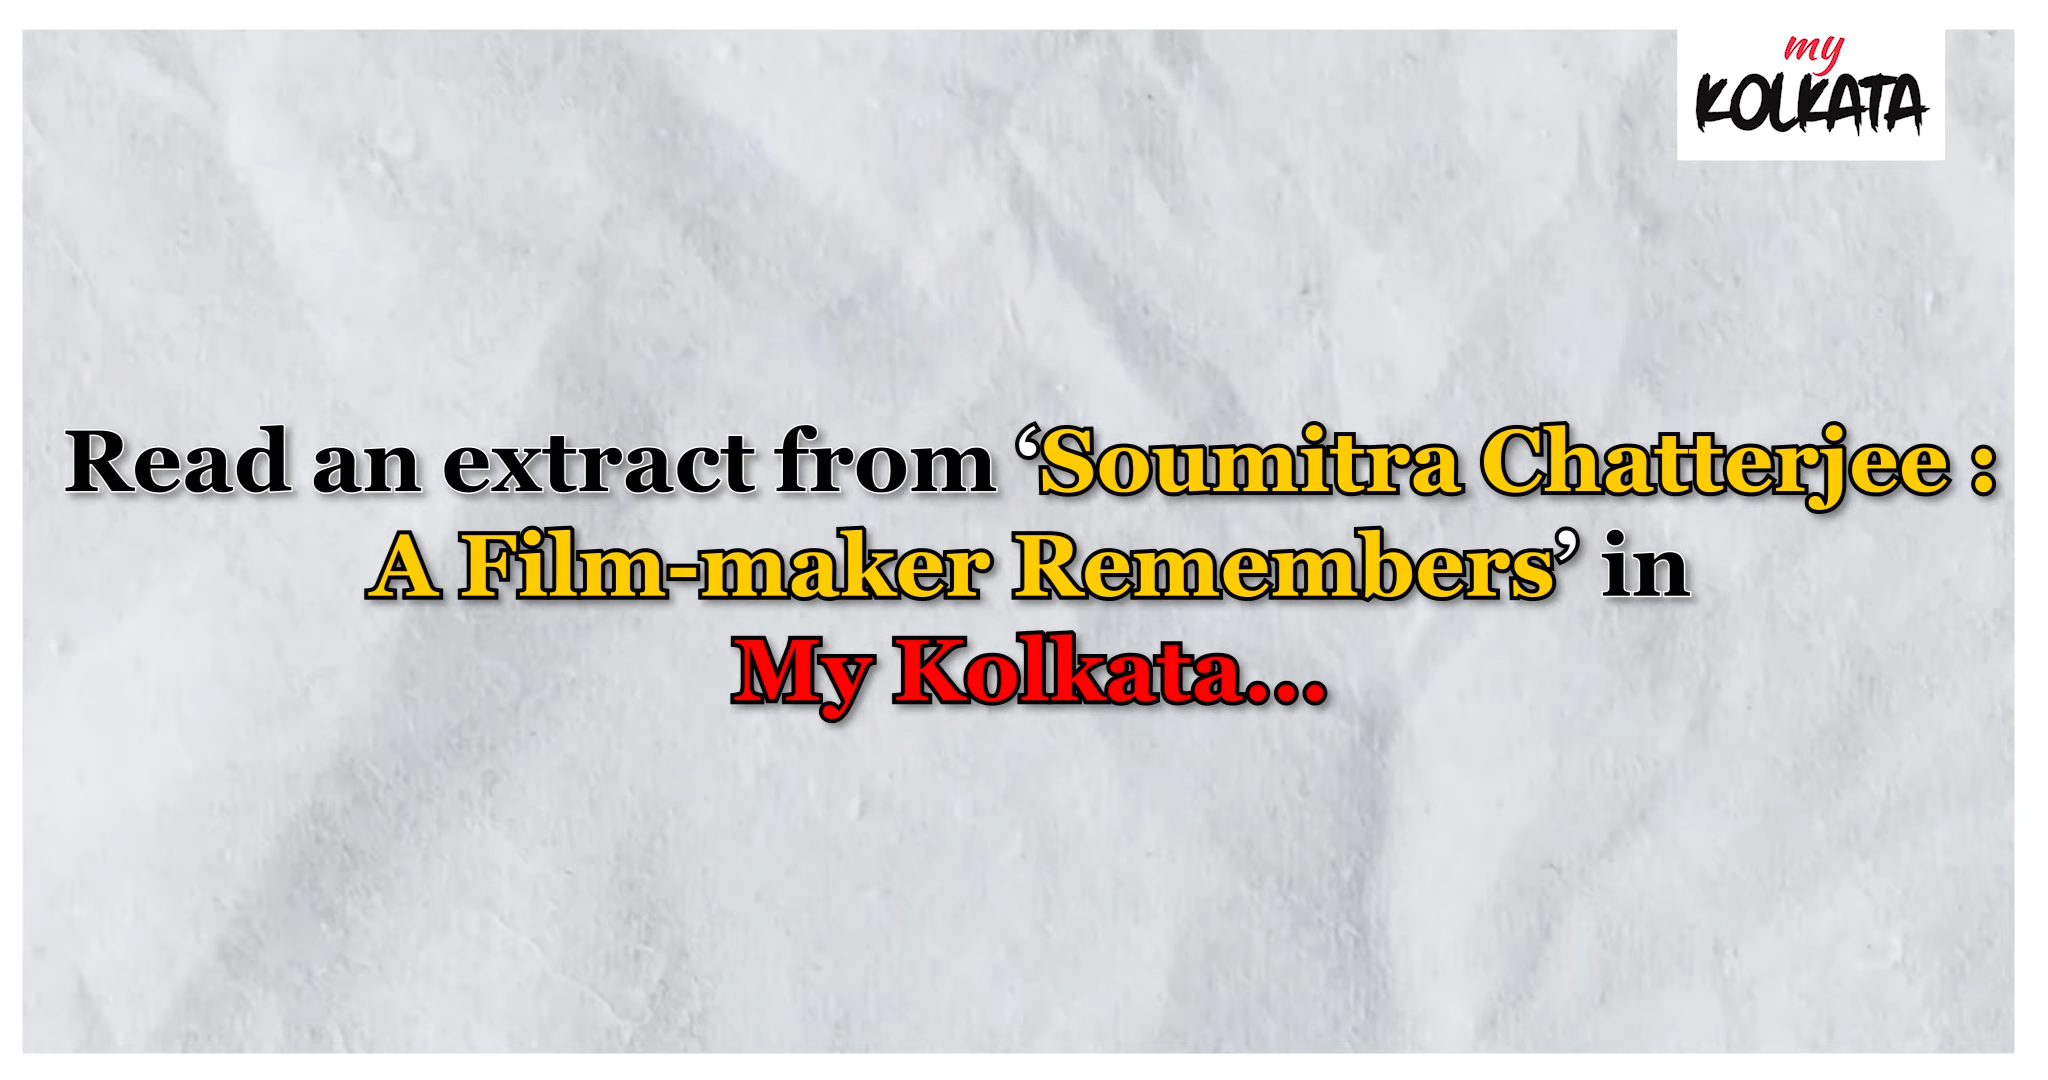 my
KOLKATA
Read an extract from ‘Soumitra Chatterjee :
A Film-maker Remembers’ in
My Kolkata...